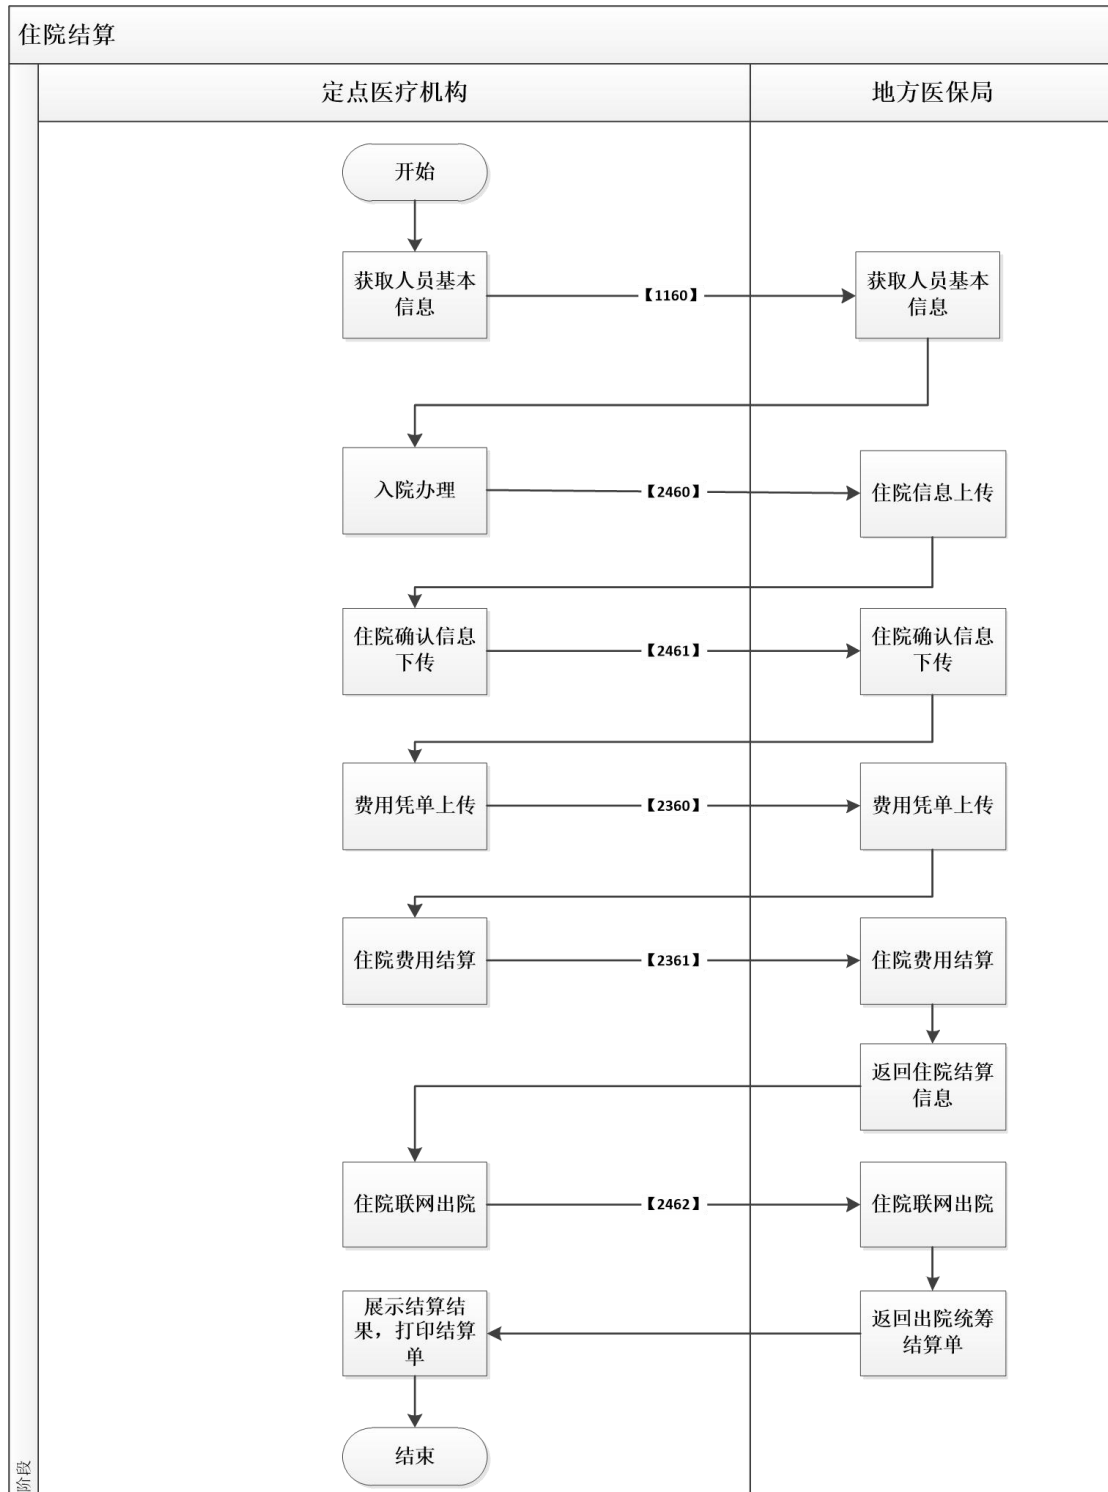 住院结算
定点医疗机构
地方医保局
开始
获取人员基本
信息
【1160】
获取人员基本
信息
入院办理
【2460】
住院信息上传
住院确认信息
下传
【2461】
住院确认信息
下传
费用凭单上传
【2360】
费用凭单上传
住院费用结算
【2361】
住院费用结算
返回住院结算
信息
住院联网出院
【2462】
住院联网出院
展示结算结
果，打印结算
单
返回出院统筹
结算单
结束
阶段